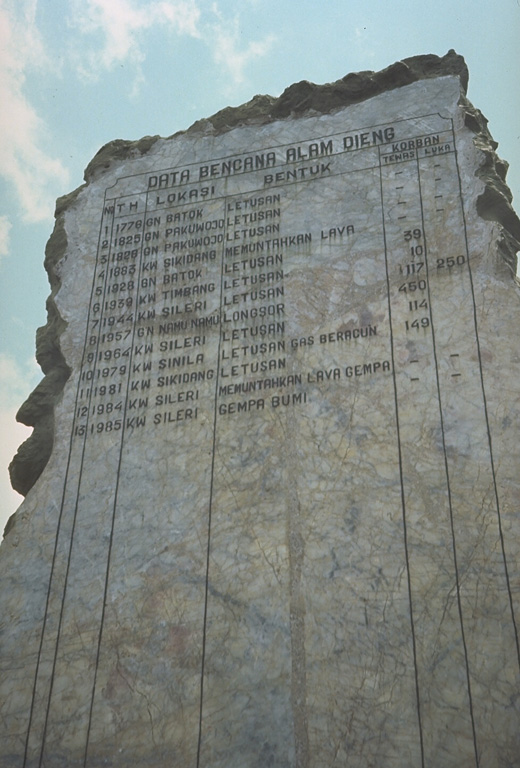 DATA BENCANA ALAM DIENG
N TH LOKASI BENTUK KORBAN
TEWAS LUKA
1 1776 GN BATOK LETUSAN - -
2 1825 GN PAKUWOJO LETUSAN - -
3 1826 GN PAKUWOJO LETUSAN - -
4 1883 KW SIKIDANG MEMUNTAHKAN LAVA - -
5 1928 GN BATOK LETUSAN 39
6 1939 KW TIMBANG LETUSAN 10
7 1944 KW SILERI LETUSAN 117 250
8 1957 GN NAMU NAMU LONGSOR 450
9 1964 KW SILERI LETUSAN 114
10 1979 KW SINILA LETUSAN GAS BERACUN 149
11 1981 KW SIKIDANG LETUSAN
12 1984 KW SILERI MEMUNTAHKAN LAVA GEMPA - -
13 1985 KW SILERI GEMPA BUMI - -